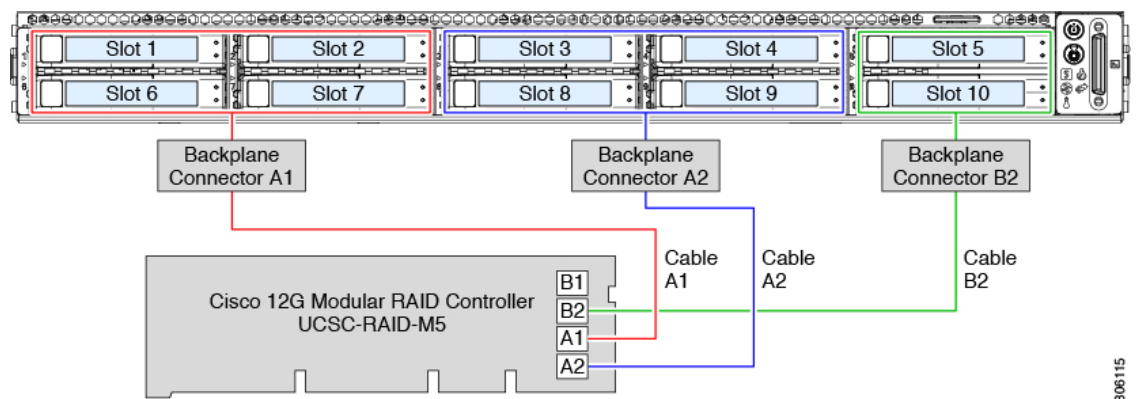 Slot 1
Slot 2
Slot 3
Slot 4
Slot 5
Slot 6
Slot 7
Slot 8
Slot 9
Slot 10
Backplane
Connector A1
Backplane
Connector A2
Backplane
Connector B2
Cable
A1
Cable
A2
Cable
B2
Cisco 12G Modular RAID Controller
UCSC-RAID-M5
B1
B2
A1
A2